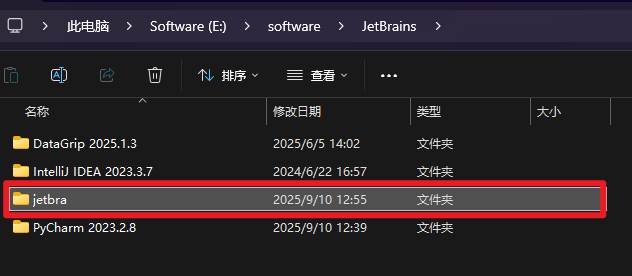 此电脑 > Software (E:) > software > JetBrains >
排序 查看
名称 修改日期 类型 大小
DataGrip 2025.1.3 2025/6/5 14:02 文件夹
IntelliJ IDEA 2023.3.7 2024/6/22 16:57 文件夹
jetbra 2025/9/10 12:55 文件夹
PyCharm 2023.2.8 2025/9/10 12:39 文件夹